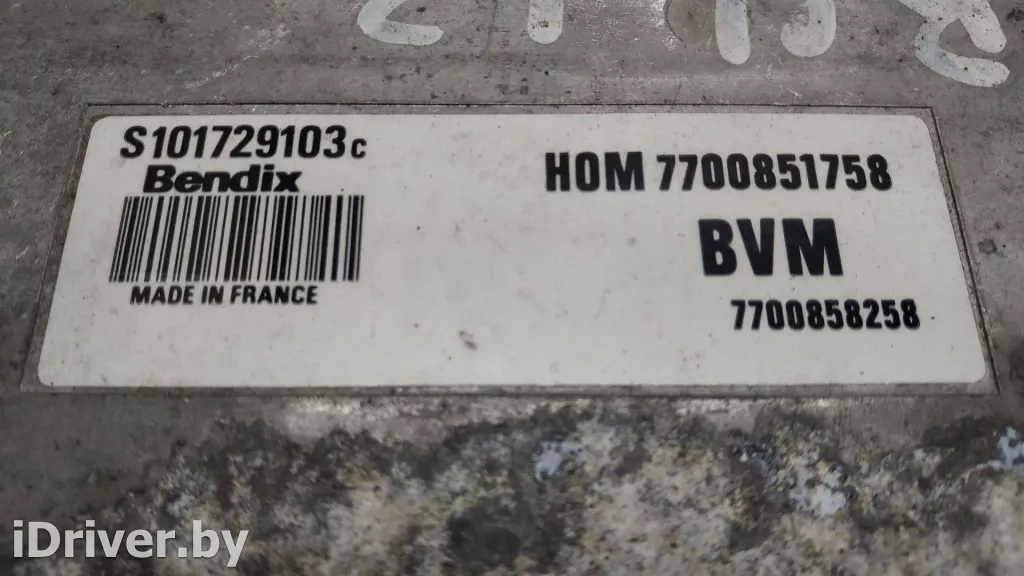 S101729103c
Bendix
MADE IN FRANCE
HOM 7700851758
BVM
7700858258
iDriver.by